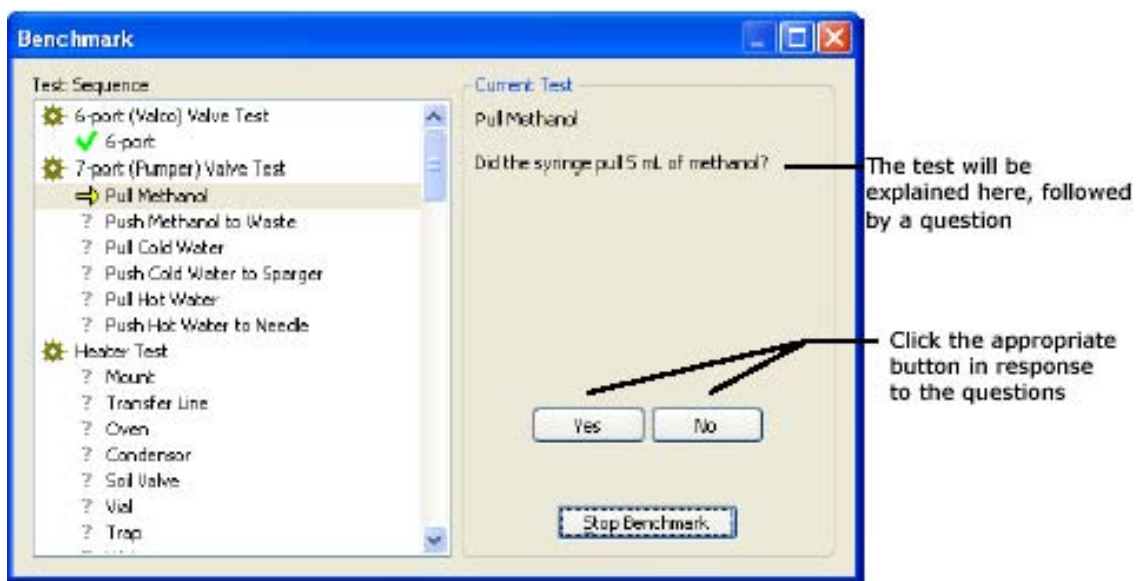 Benchmark
Test Sequence
6-port (Valco) Valve Test
6-port
7-port (Pumper) Valve Test
Pull Methanol
? Push Methanol to Waste
? Pull Cold Water
? Push Cold Water to Sparger
? Pull Hot Water
? Push Hot Water to Needle
Heater Test
? Mount
? Transfer Line
? Oven
? Condensor
? Soil Valve
? Vial
? Trap
Current Test
Pull Methanol
Did the syringe pull 5 mL of methanol?
Yes
No
Stop Benchmark
The test will be
explained here, followed
by a question
Click the appropriate
button in response
to the questions